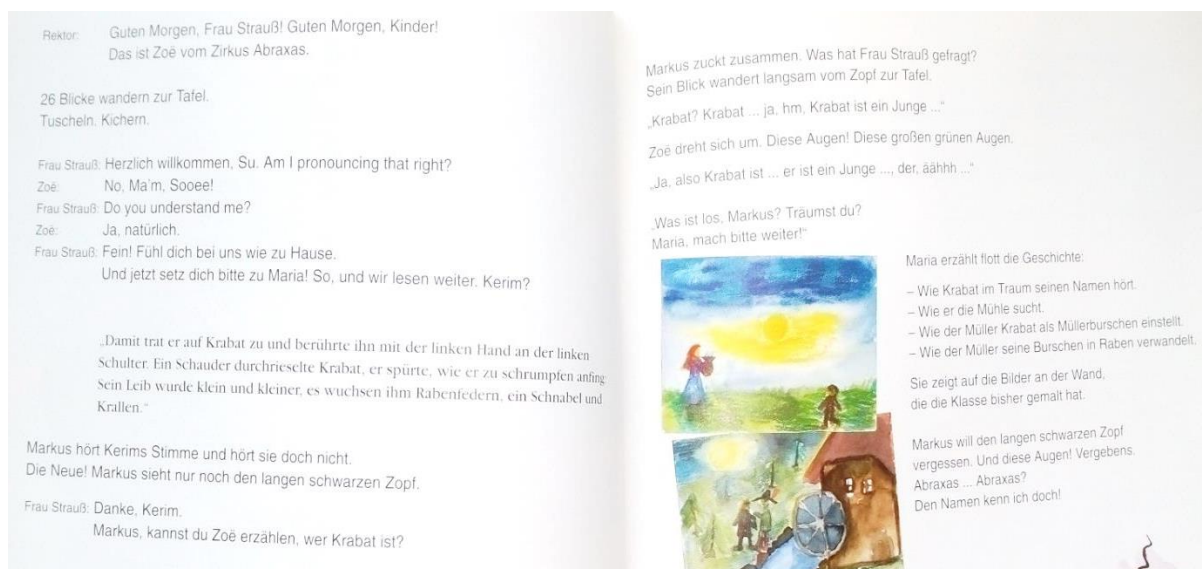 Rektor: Guten Morgen, Frau Strauß! Guten Morgen, Kinder!
Das ist Zoë vom Zirkus Abraxas.
26 Blicke wandern zur Tafel.
Tuscheln. Kichern.
Frau Strauß: Herzlich willkommen, Su. Am I pronouncing that right?
Zoë: No, Ma'm, Sooee!
Frau Strauß: Do you understand me?
Zoë: Ja, natürlich.
Frau Strauß: Fein! Fühl dich bei uns wie zu Hause.
Und jetzt setz dich bitte zu Maria! So, und wir lesen weiter. Kerim?
„Damit trat er auf Krabat zu und berührte ihn mit der linken Hand an der linken
Schulter. Ein Schauder durchrieselte Krabat, er spürte, wie er zu schrumpfen anfing.
Sein Leib wurde klein und kleiner, es wuchsen ihm Rabenfedern, ein Schnabel und
Krallen.“
Markus hört Kerims Stimme und hört sie doch nicht.
Die Neue! Markus sieht nur noch den langen schwarzen Zopf.
Frau Strauß: Danke, Kerim.
Markus, kannst du Zoë erzählen, wer Krabat ist?
Markus zuckt zusammen. Was hat Frau Strauß gefragt?
Sein Blick wandert langsam vom Zopf zur Tafel.
„Krabat? Krabat ... ja, hm, Krabat ist ein Junge ...“
Zoë dreht sich um. Diese Augen! Diese großen grünen Augen.
„Ja, also Krabat ist ... er ist ein Junge ..., der, äähhh ...“
„Was ist los, Markus? Träumst du?
Maria, mach bitte weiter!“
Maria erzählt flott die Geschichte:
– Wie Krabat im Traum seinen Namen hört.
– Wie er die Mühle sucht.
– Wie der Müller Krabat als Müllerburschen einstellt.
– Wie der Müller seine Burschen in Raben verwandelt.
Sie zeigt auf die Bilder an der Wand,
die die Klasse bisher gemalt hat.
Markus will den langen schwarzen Zopf
vergessen. Und diese Augen! Vergebens.
Abraxas ... Abraxas?
Den Namen kenn ich doch!